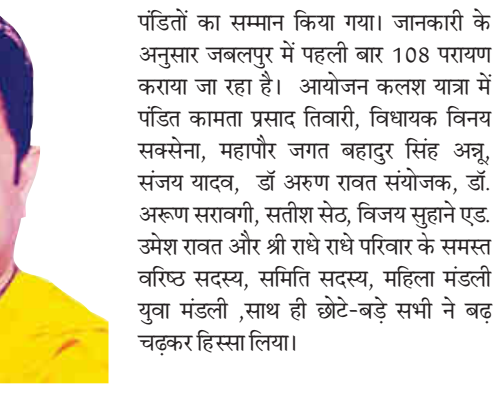 पंडितों का सम्मान किया गया। जानकारी के
अनुसार जबलपुर में पहली बार 108 परायण
कराया जा रहा है। आयोजन कलश यात्रा में
पंडित कामता प्रसाद तिवारी, विधायक विनय
सक्सेना, महापौर जगत बहादुर सिंह अन्नू,
संजय यादव, डॉ अरुण रावत संयोजक, डॉ.
अरूण सरावगी, सतीश सेठ, विजय सुहाने एड.
उमेश रावत और श्री राधे राधे परिवार के समस्त
वरिष्ठ सदस्य, समिति सदस्य, महिला मंडली
युवा मंडली ,साथ ही छोटे-बड़े सभी ने बढ़
चढ़कर हिस्सा लिया।